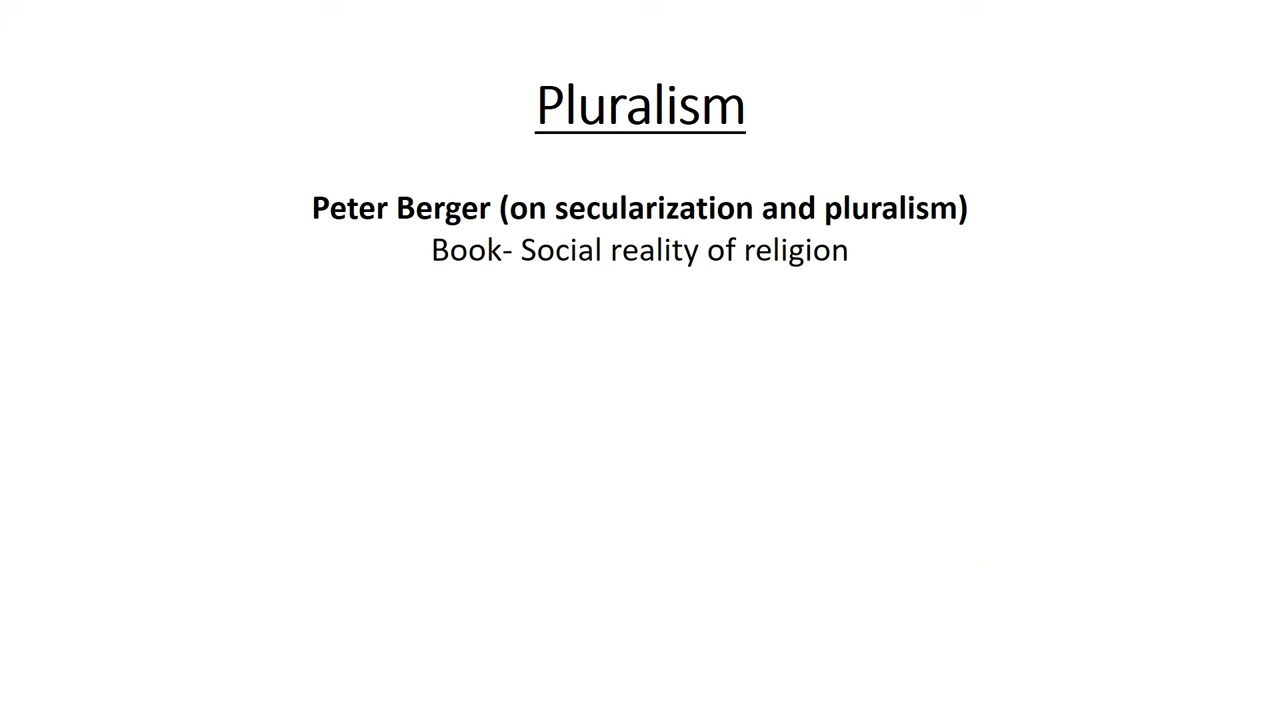 Pluralism
Peter Berger (on secularization and pluralism)
Book- Social reality of religion